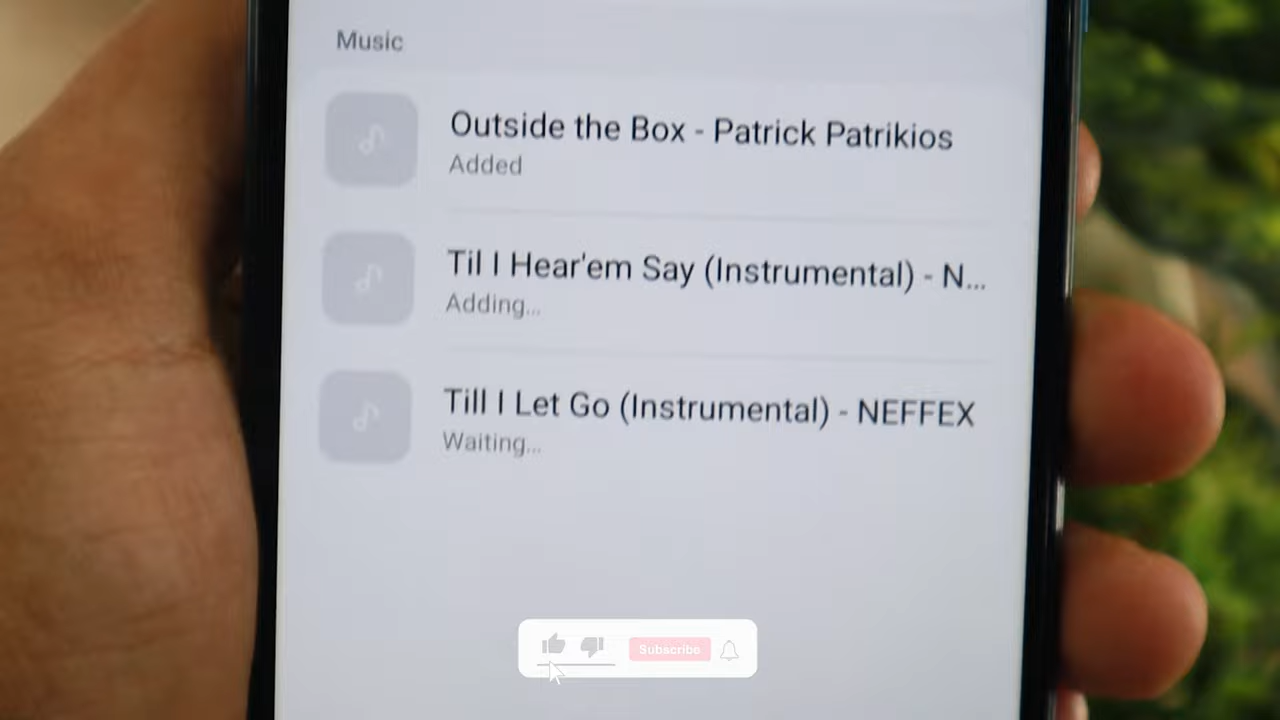 Music
Outside the Box - Patrick Patrikios
Added
Til I Hear'em Say (Instrumental) - N...
Adding...
Till I Let Go (Instrumental) - NEFFEX
Waiting...
Subscribe